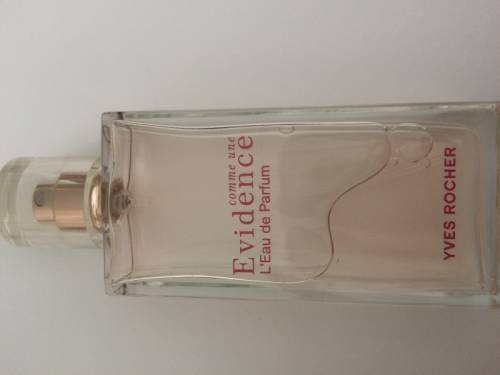 comme une
Evidence
L'Eau de Parfum
YVES ROCHER